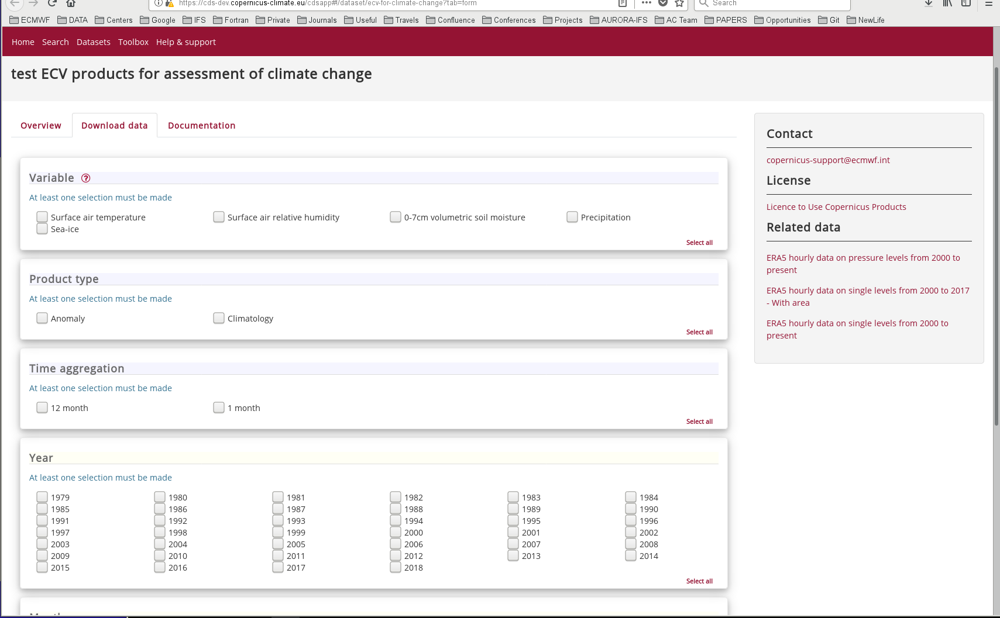 https://cds-dev.copernicus-climate.eu/cdsapp#!/dataset/ecv-for-climate-change?tab=form
Search
ECMWF DATA Centers Google IFS Fortran Private Journals Useful Travels Confluence Conferences Projects AURORA-IFS AC Team PAPERS Opportunities Git NewLife
Home Search Datasets Toolbox Help & support
test ECV products for assessment of climate change
Overview Download data Documentation
Variable ?
At least one selection must be made
Surface air temperature Surface air relative humidity 0-7cm volumetric soil moisture Precipitation
Sea-ice
Select all
Product type
At least one selection must be made
Anomaly Climatology
Select all
Time aggregation
At least one selection must be made
12 month 1 month
Select all
Year
At least one selection must be made
1979 1980 1981 1982 1983 1984
1985 1986 1987 1988 1989 1990
1991 1992 1993 1994 1995 1996
1997 1998 1999 2000 2001 2002
2003 2004 2005 2006 2007 2008
2009 2010 2011 2012 2013 2014
2015 2016 2017 2018
Select all
Contact
copernicus-support@ecmwf.int
License
Licence to Use Copernicus Products
Related data
ERA5 hourly data on pressure levels from 2000 to
present
ERA5 hourly data on single levels from 2000 to 2017
- With area
ERA5 hourly data on single levels from 2000 to
present